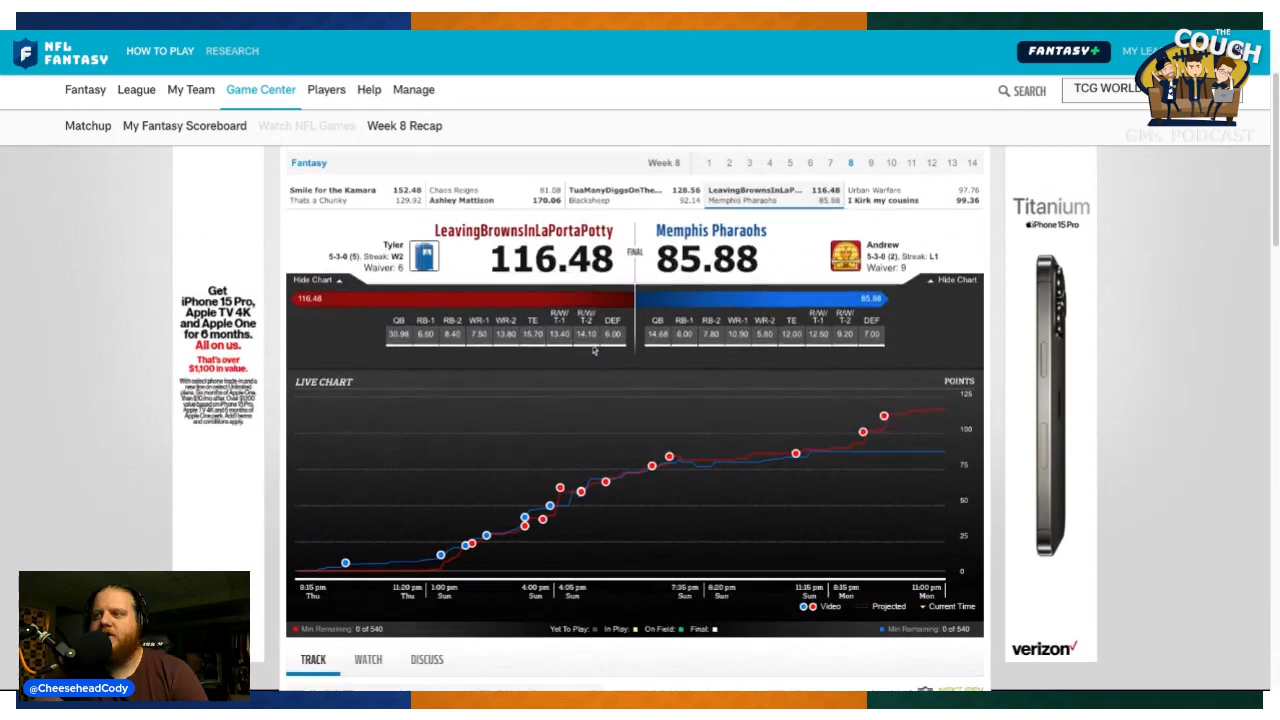 NFL
FANTASY
HOW TO PLAY
RESEARCH
FANTASY+
THE
COUCH
GMs PODCAST
Fantasy
League
My Team
Game Center
Players
Help
Manage
SEARCH
TCG WORLD
Matchup
My Fantasy Scoreboard
Watch NFL Games
Week 8 Recap
Fantasy
Week 8 1 2 3 4 5 6 7 8 9 10 11 12 13 14
Smile for the Kamara 152.48 Chaos Reigns 81.08 TuaManyDiggsOnThe... 128.56 LeavingBrownsInLaP... 116.48 Urban Warfare 97.76
Thats a Chunky 129.92 Ashley Mattison 170.06 Blacksheep 92.14 Memphis Pharaohs 85.88 I Kirk my cousins 99.36
LeavingBrownsInLaPortaPotty
Memphis Pharaohs
Tyler
5-3-0 (5), Streak: W2
Waiver: 6
116.48
FINAL
85.88
Andrew
5-3-0 (2), Streak: L1
Waiver: 9
Hide Chart
Hide Chart
116.48
85.88
QB RB-1 RB-2 WR-1 WR-2 TE R/W/T-1 R/W/T-2 DEF
30.98 6.60 8.40 7.50 13.80 15.70 13.40 14.10 6.00
QB RB-1 RB-2 WR-1 WR-2 TE R/W/T-1 R/W/T-2 DEF
14.68 6.00 7.80 10.90 5.80 12.00 12.50 9.20 7.00
LIVE CHART
POINTS
125
100
75
50
25
0
8:15 pm Thu
11:20 pm Thu
1:00 pm Sun
4:00 pm Sun
4:05 pm Sun
7:35 pm Sun
8:20 pm Sun
11:15 pm Sun
8:15 pm Mon
11:00 pm Mon
Video
Projected
Current Time
Min Remaining: 0 of 540
Yet To Play:
In Play:
On Field:
Final:
Min Remaining: 0 of 540
TRACK
WATCH
DISCUSS
Get
iPhone 15 Pro,
Apple TV 4K
and Apple One
for 6 months.
All on us.
That's over
$1,100 in value.
Titanium
iPhone 15 Pro
verizon
@CheeseheadCody